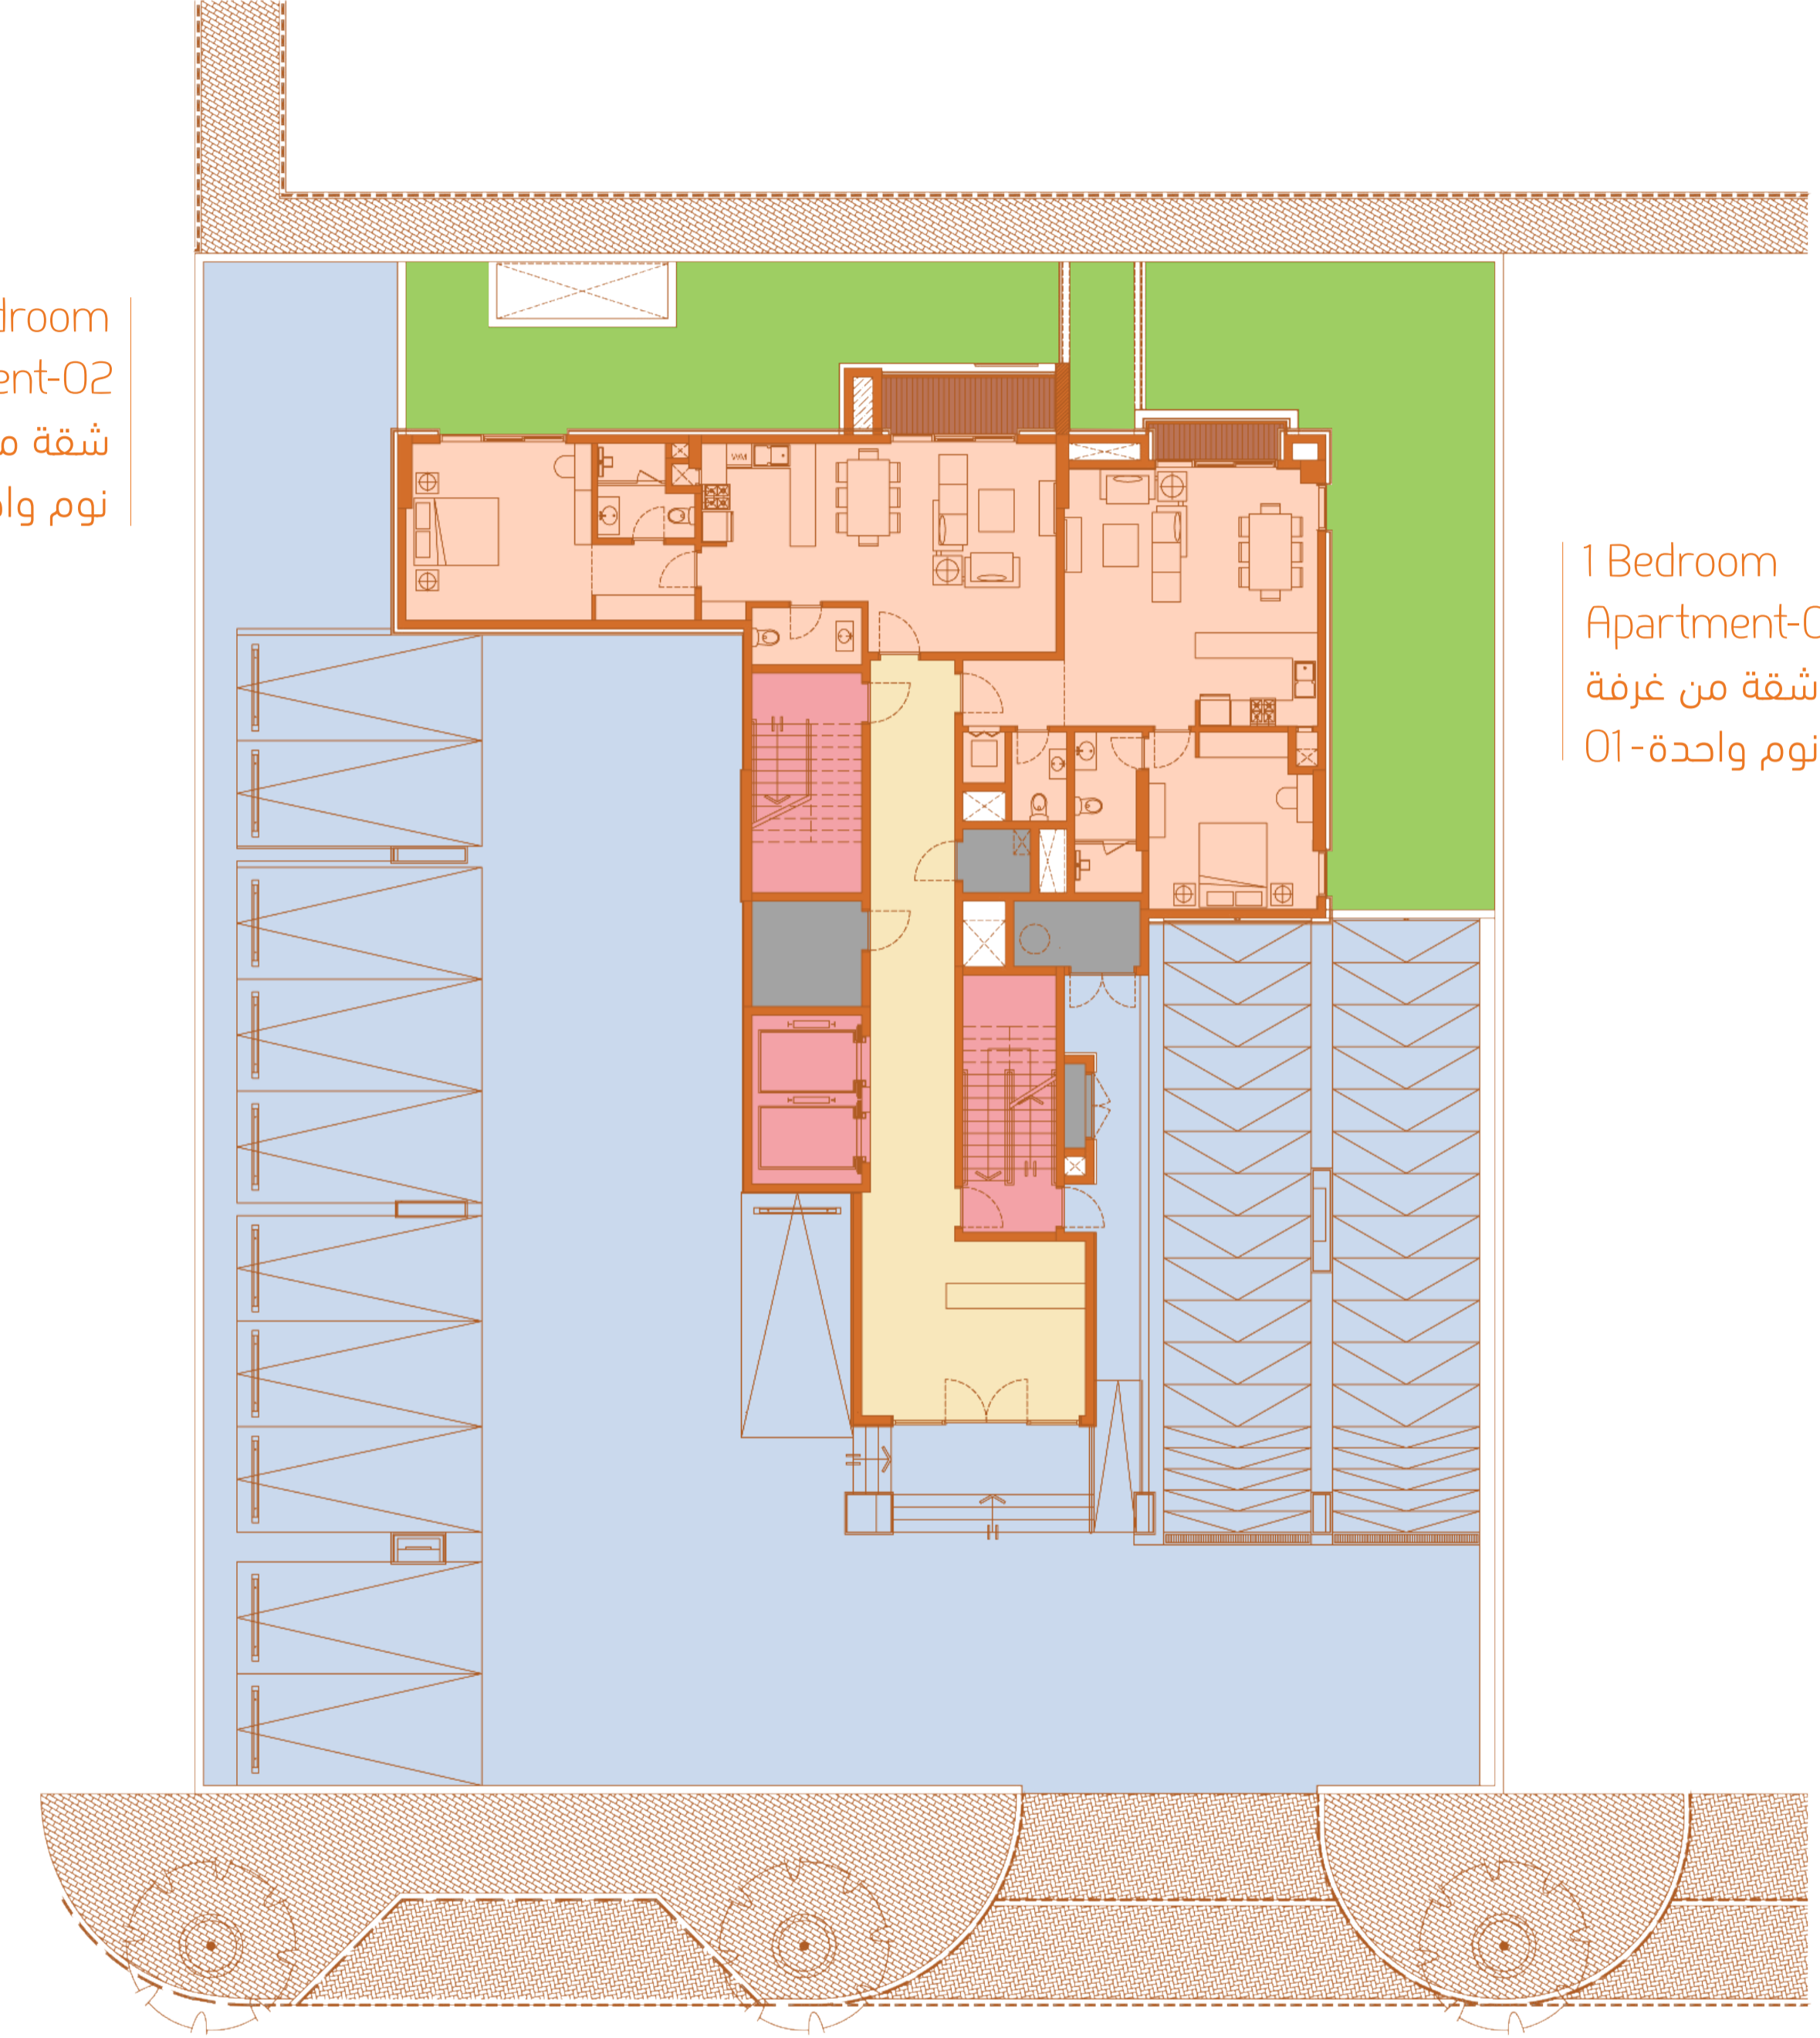 droom
ent-02
شقة م
نوم وا
WM
1 Bedroom
Apartment-0
شقة من غرفة
نوم واحدة-01